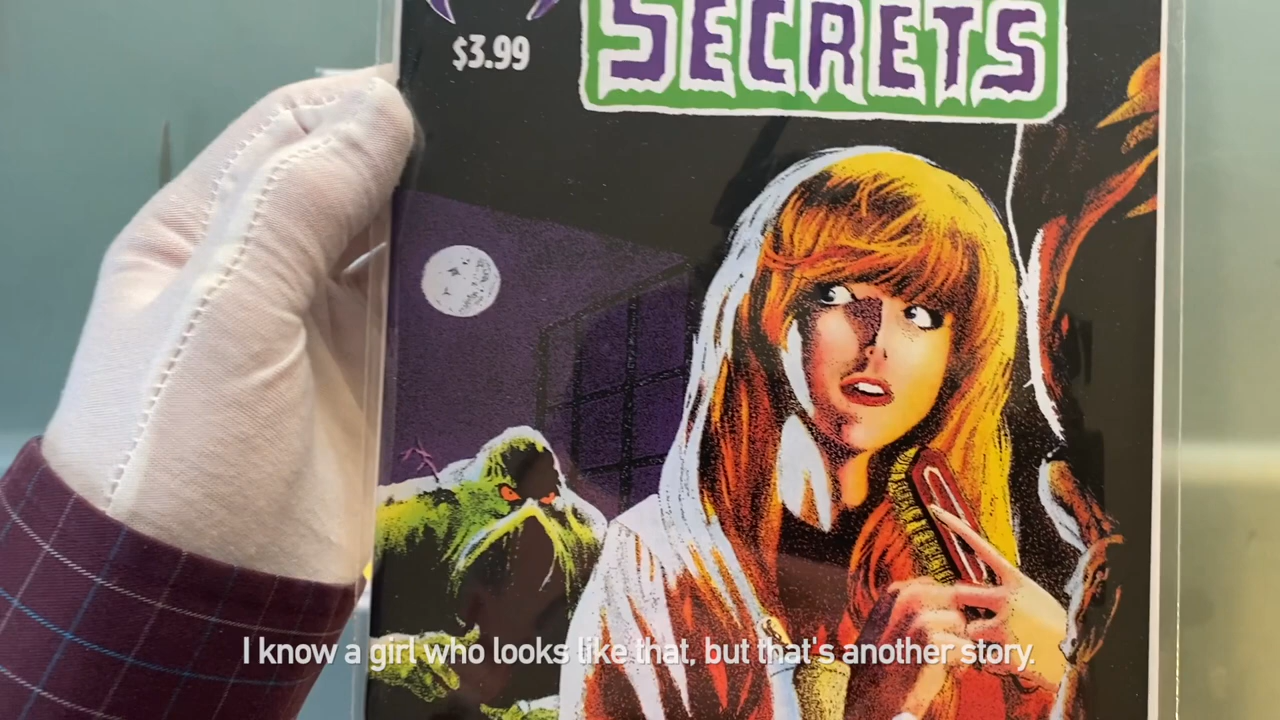 SECRETS
$3.99
I know a girl who looks like that, but that's another story.